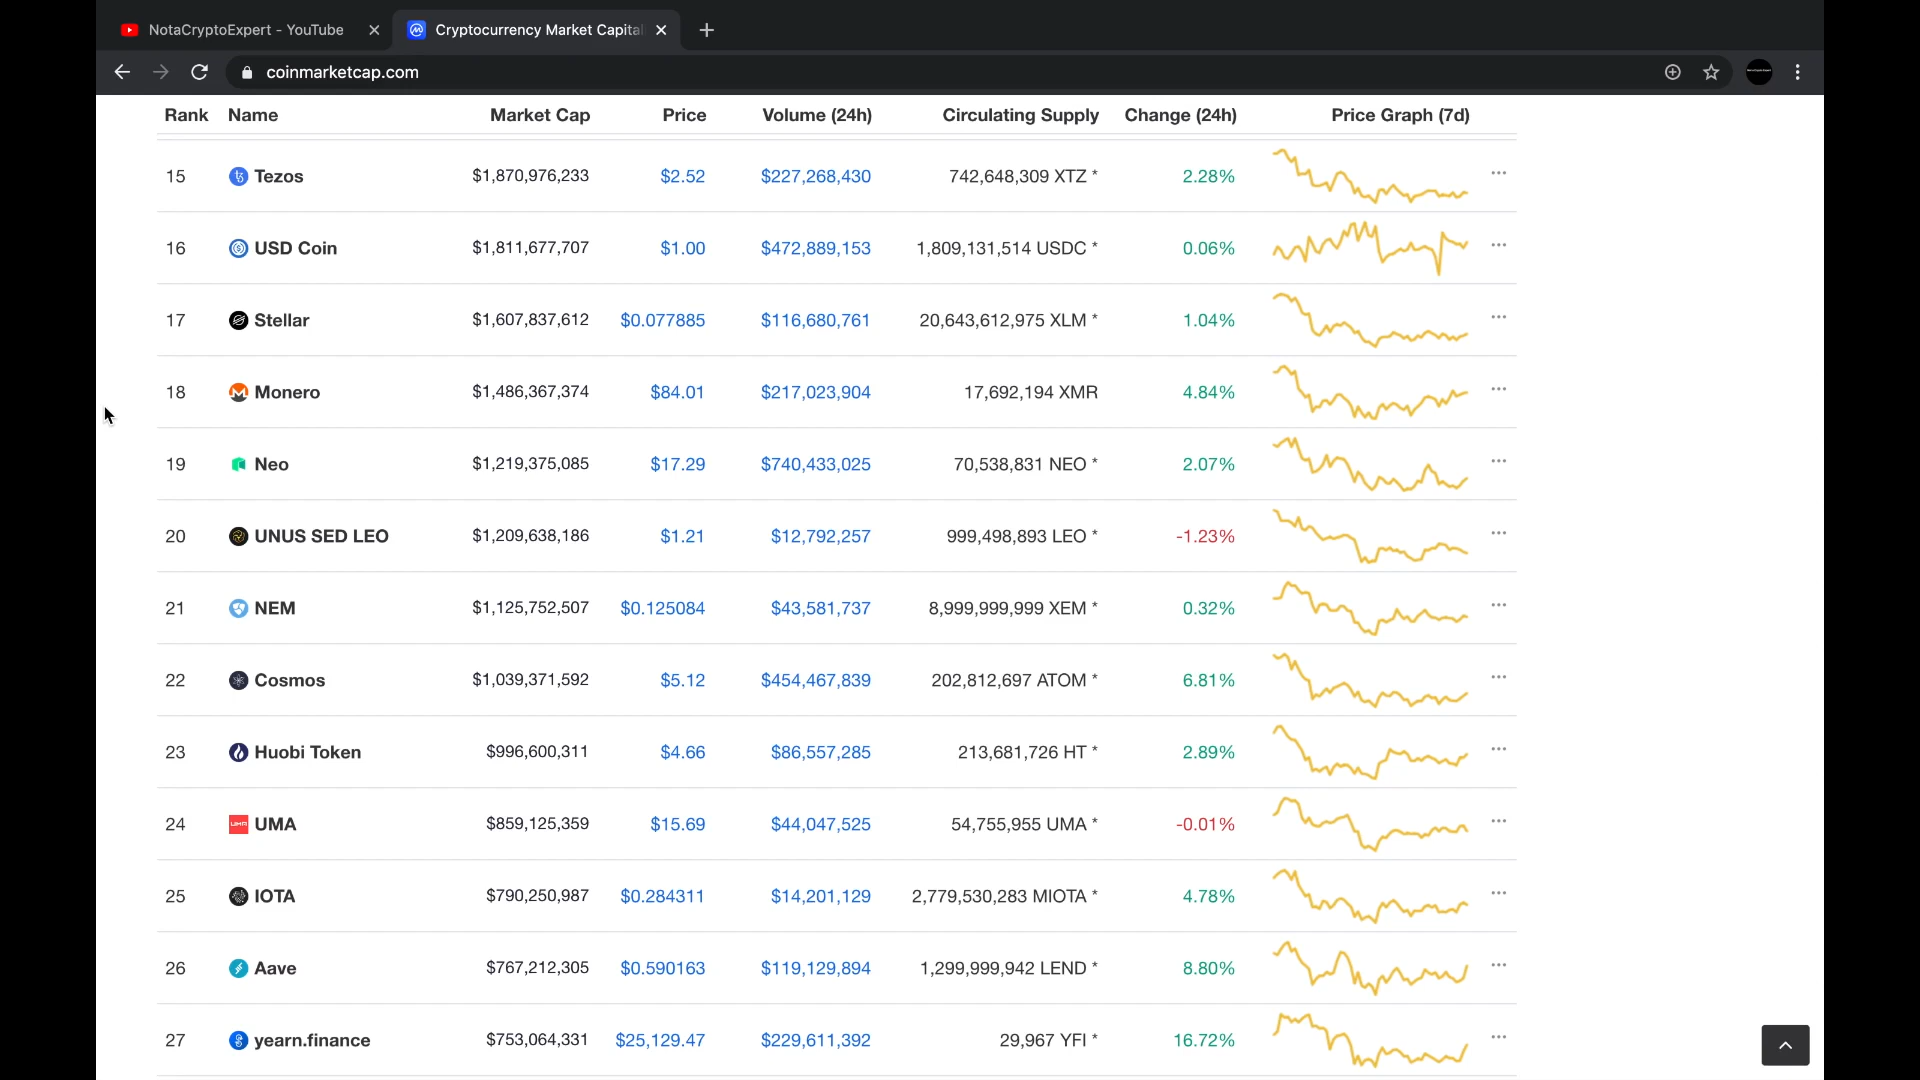 NotaCryptoExpert - YouTube
Cryptocurrency Market Capital
coinmarketcap.com
Rank Name Market Cap Price Volume (24h) Circulating Supply Change (24h) Price Graph (7d)
15 Tezos $1,870,976,233 $2.52 $227,268,430 742,648,309 XTZ * 2.28%
16 USD Coin $1,811,677,707 $1.00 $472,889,153 1,809,131,514 USDC * 0.06%
17 Stellar $1,607,837,612 $0.077885 $116,680,761 20,643,612,975 XLM * 1.04%
18 Monero $1,486,367,374 $84.01 $217,023,904 17,692,194 XMR 4.84%
19 Neo $1,219,375,085 $17.29 $740,433,025 70,538,831 NEO * 2.07%
20 UNUS SED LEO $1,209,638,186 $1.21 $12,792,257 999,498,893 LEO * -1.23%
21 NEM $1,125,752,507 $0.125084 $43,581,737 8,999,999,999 XEM * 0.32%
22 Cosmos $1,039,371,592 $5.12 $454,467,839 202,812,697 ATOM * 6.81%
23 Huobi Token $996,600,311 $4.66 $86,557,285 213,681,726 HT * 2.89%
24 UMA UMA $859,125,359 $15.69 $44,047,525 54,755,955 UMA * -0.01%
25 IOTA $790,250,987 $0.284311 $14,201,129 2,779,530,283 MIOTA * 4.78%
26 Aave $767,212,305 $0.590163 $119,129,894 1,299,999,942 LEND * 8.80%
27 yearn.finance $753,064,331 $25,129.47 $229,611,392 29,967 YFI * 16.72%